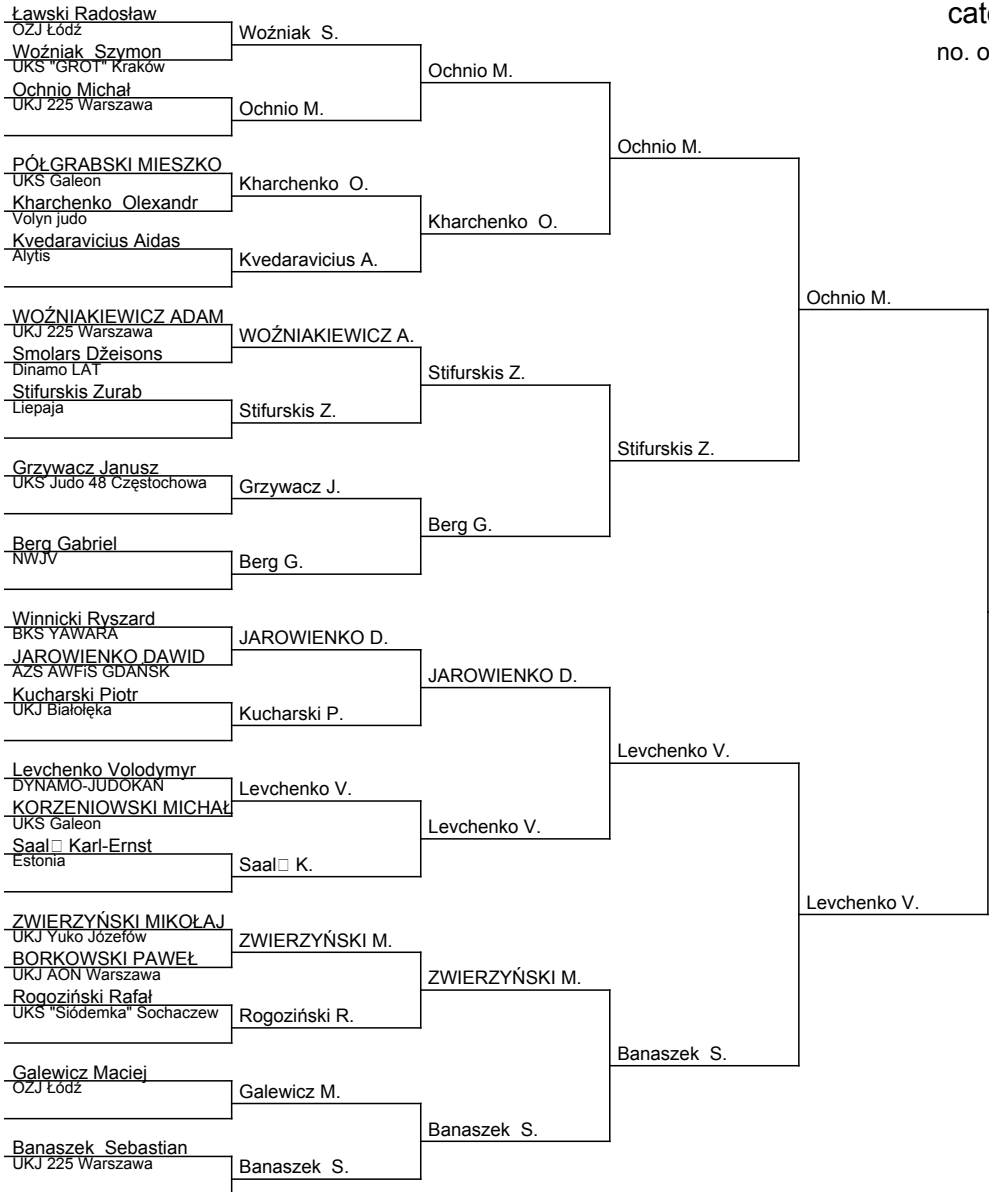 Ławski Radosław
OZJ Łódź
Woźniak Szymon
UKS "GROT" Kraków
Ochnio Michał
UKJ 225 Warszawa
PÓŁGRABSKI MIESZKO
UKS Galeon
Kharchenko Olexandr
Volyn judo
Kvedaravicius Aidas
Alytis
WOŹNIAKIEWICZ ADAM
UKJ 225 Warszawa
Smolars Džeisons
Dinamo LAT
Stifurskis Zurab
Liepaja
Grzywacz Janusz
UKS Judo 48 Częstochowa
Berg Gabriel
NWJV
Winnicki Ryszard
BKS YAWARA
JAROWIENKO DAWID
AZS AWFiS GDAŃSK
Kucharski Piotr
UKJ Białołęka
Levchenko Volodymyr
DYNAMO-JUDOKAN
KORZENIOWSKI MICHAŁ
UKS Galeon
Saal□ Karl-Ernst
Estonia
ZWIERZYŃSKI MIKOŁAJ
UKJ Yuko Józefów
BORKOWSKI PAWEŁ
UKJ AON Warszawa
Rogoziński Rafał
UKS "Siódemka" Sochaczew
Galewicz Maciej
OZJ Łódź
Banaszek Sebastian
UKJ 225 Warszawa
Woźniak S.
Ochnio M.
Kharchenko O.
Kvedaravicius A.
WOŹNIAKIEWICZ A.
Stifurskis Z.
Grzywacz J.
Berg G.
JAROWIENKO D.
Kucharski P.
Levchenko V.
Saal□ K.
ZWIERZYŃSKI M.
Rogoziński R.
Galewicz M.
Banaszek S.
Ochnio M.
Kharchenko O.
Stifurskis Z.
Berg G.
JAROWIENKO D.
Levchenko V.
ZWIERZYŃSKI M.
Banaszek S.
Ochnio M.
Stifurskis Z.
Levchenko V.
Banaszek S.
Ochnio M.
Levchenko V.
cat
no. o